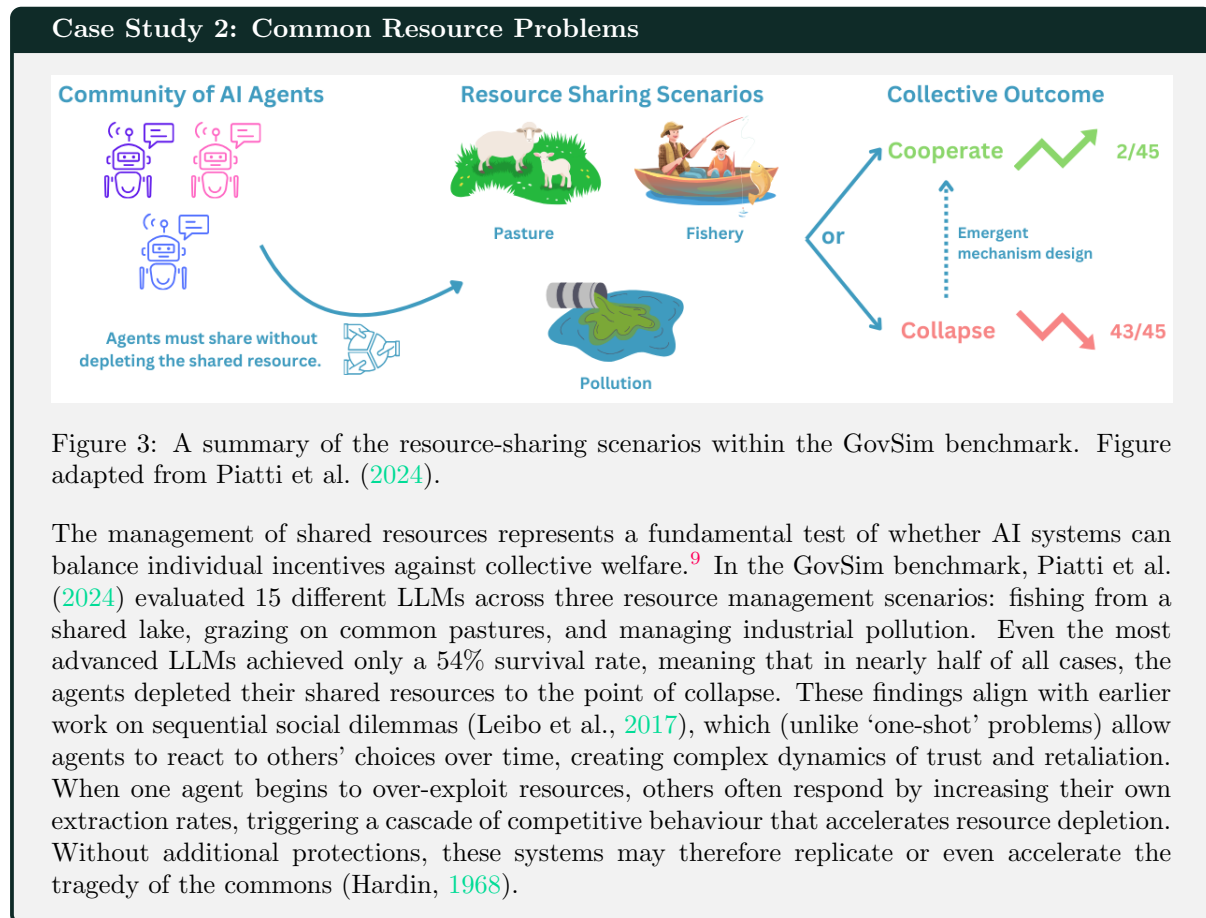 Case Study 2: Common Resource Problems
Community of AI Agents
Resource Sharing Scenarios
Collective Outcome
Cooperate
2/45
Pasture
Fishery
or
Emergent
mechanism design
Agents must share without
depleting the shared resource.
Collapse
43/45
Pollution
Figure 3: A summary of the resource-sharing scenarios within the GovSim benchmark. Figure
adapted from Piatti et al. (2024).
The management of shared resources represents a fundamental test of whether AI systems can
balance individual incentives against collective welfare.9 In the GovSim benchmark, Piatti et al.
(2024) evaluated 15 different LLMs across three resource management scenarios: fishing from a
shared lake, grazing on common pastures, and managing industrial pollution. Even the most
advanced LLMs achieved only a 54% survival rate, meaning that in nearly half of all cases, the
agents depleted their shared resources to the point of collapse. These findings align with earlier
work on sequential social dilemmas (Leibo et al., 2017), which (unlike ‘one-shot’ problems) allow
agents to react to others’ choices over time, creating complex dynamics of trust and retaliation.
When one agent begins to over-exploit resources, others often respond by increasing their own
extraction rates, triggering a cascade of competitive behaviour that accelerates resource depletion.
Without additional protections, these systems may therefore replicate or even accelerate the
tragedy of the commons (Hardin, 1968).